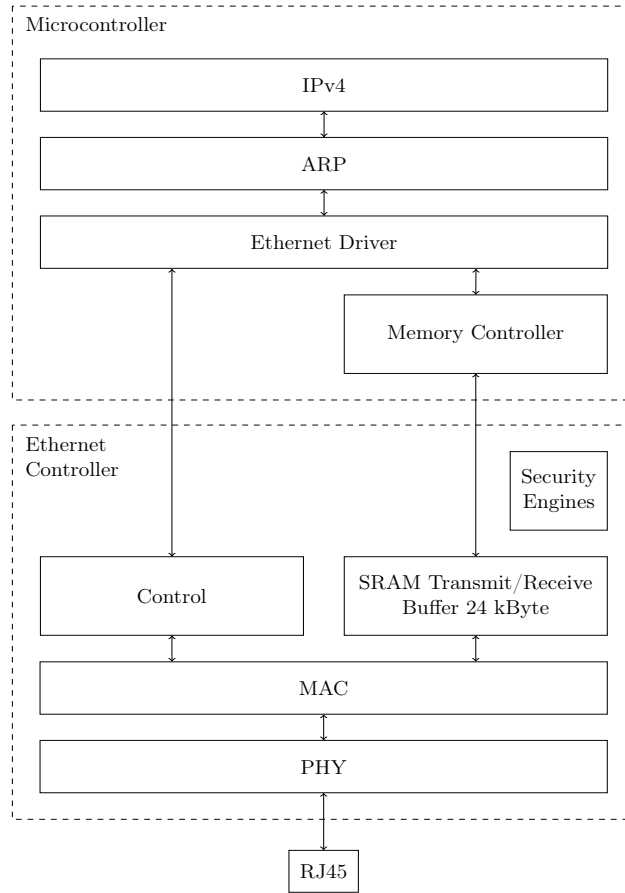 Microcontroller
IPv4
ARP
Ethernet Driver
Memory Controller
Ethernet
Controller
Security
Engines
Control
SRAM Transmit/Receive
Buffer 24 kByte
MAC
PHY
RJ45